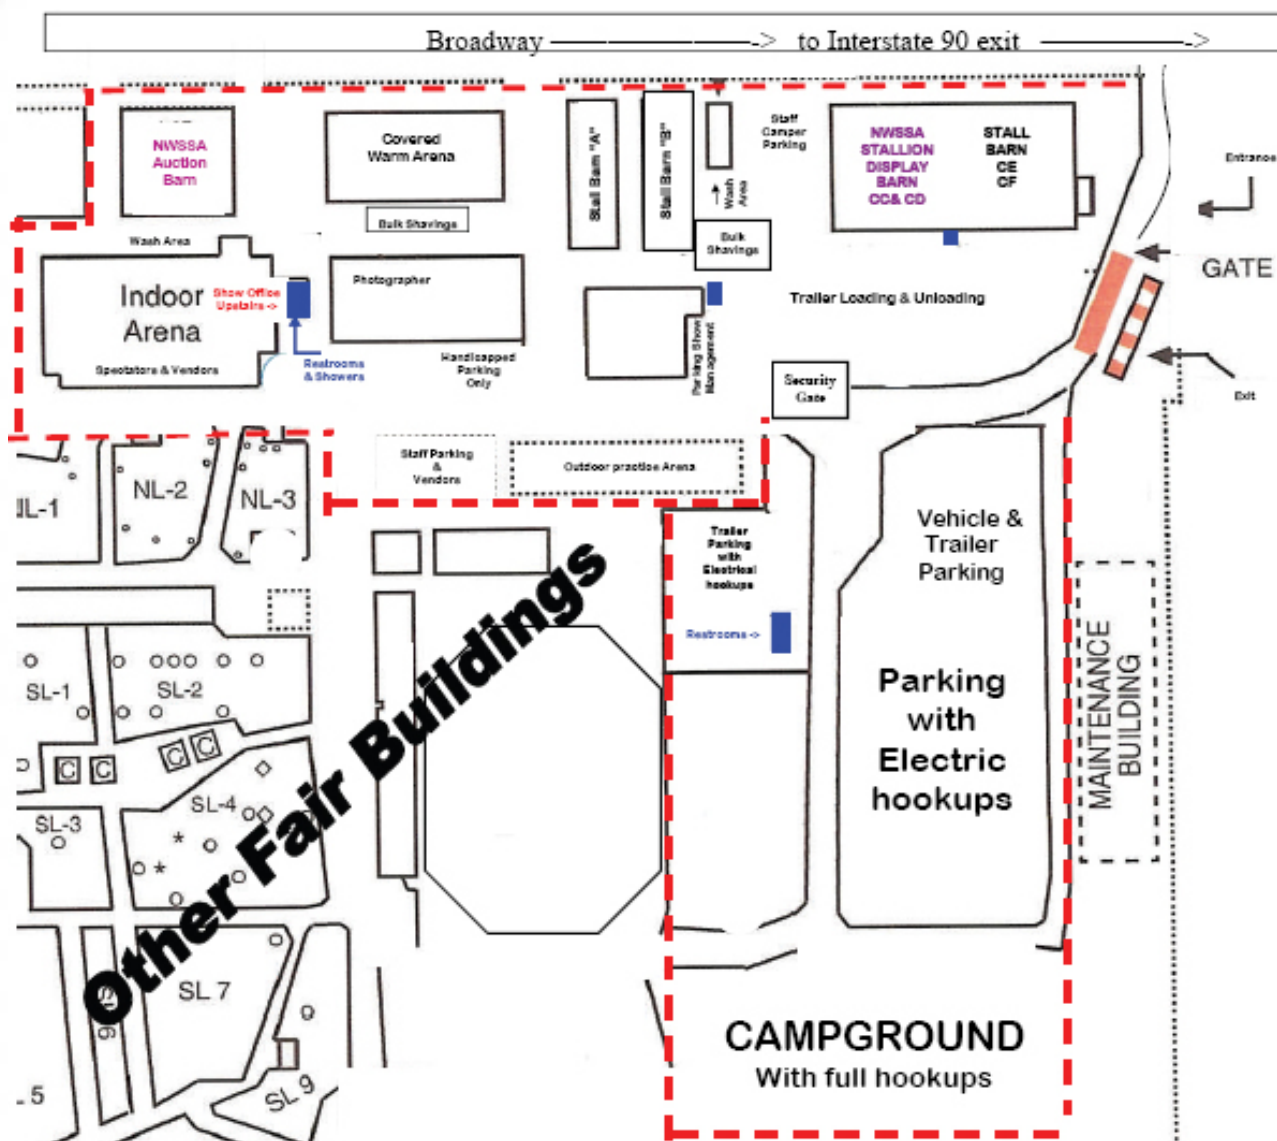 Broadway ———————-> to Interstate 90 exit ———————->
NWSSA
Auction
Barn
Covered
Warm Arena
Bulk Shavings
Stall Barn "A"
Stall Barn "B"
Wash
Area
Bulk
Shavings
Staff
Camper
Parking
NWSSA
STALLION
DISPLAY
BARN
CC& CD
STALL
BARN
CE
CF
Entrance
GATE
Exit
Wash Area
Indoor
Arena
Show Office
Upstairs ->
Spectators & Vendors
Restrooms
& Showers
Photographer
Handicapped
Parking
Only
Parking Show
Management
Trailer Loading & Unloading
Security
Gate
Staff Parking
&
Vendors
Outdoor practice Arena
NL-2
NL-3
Trailer
Parking
with
Electrical
hookups
Restrooms ->
Vehicle &
Trailer
Parking
Parking
with
Electric
hookups
MAINTENANCE
BUILDING
Other Fair Buildings
SL-1
SL-2
C
C
C
C
SL-3
SL-4
*
*
SL 7
SL 9
CAMPGROUND
With full hookups